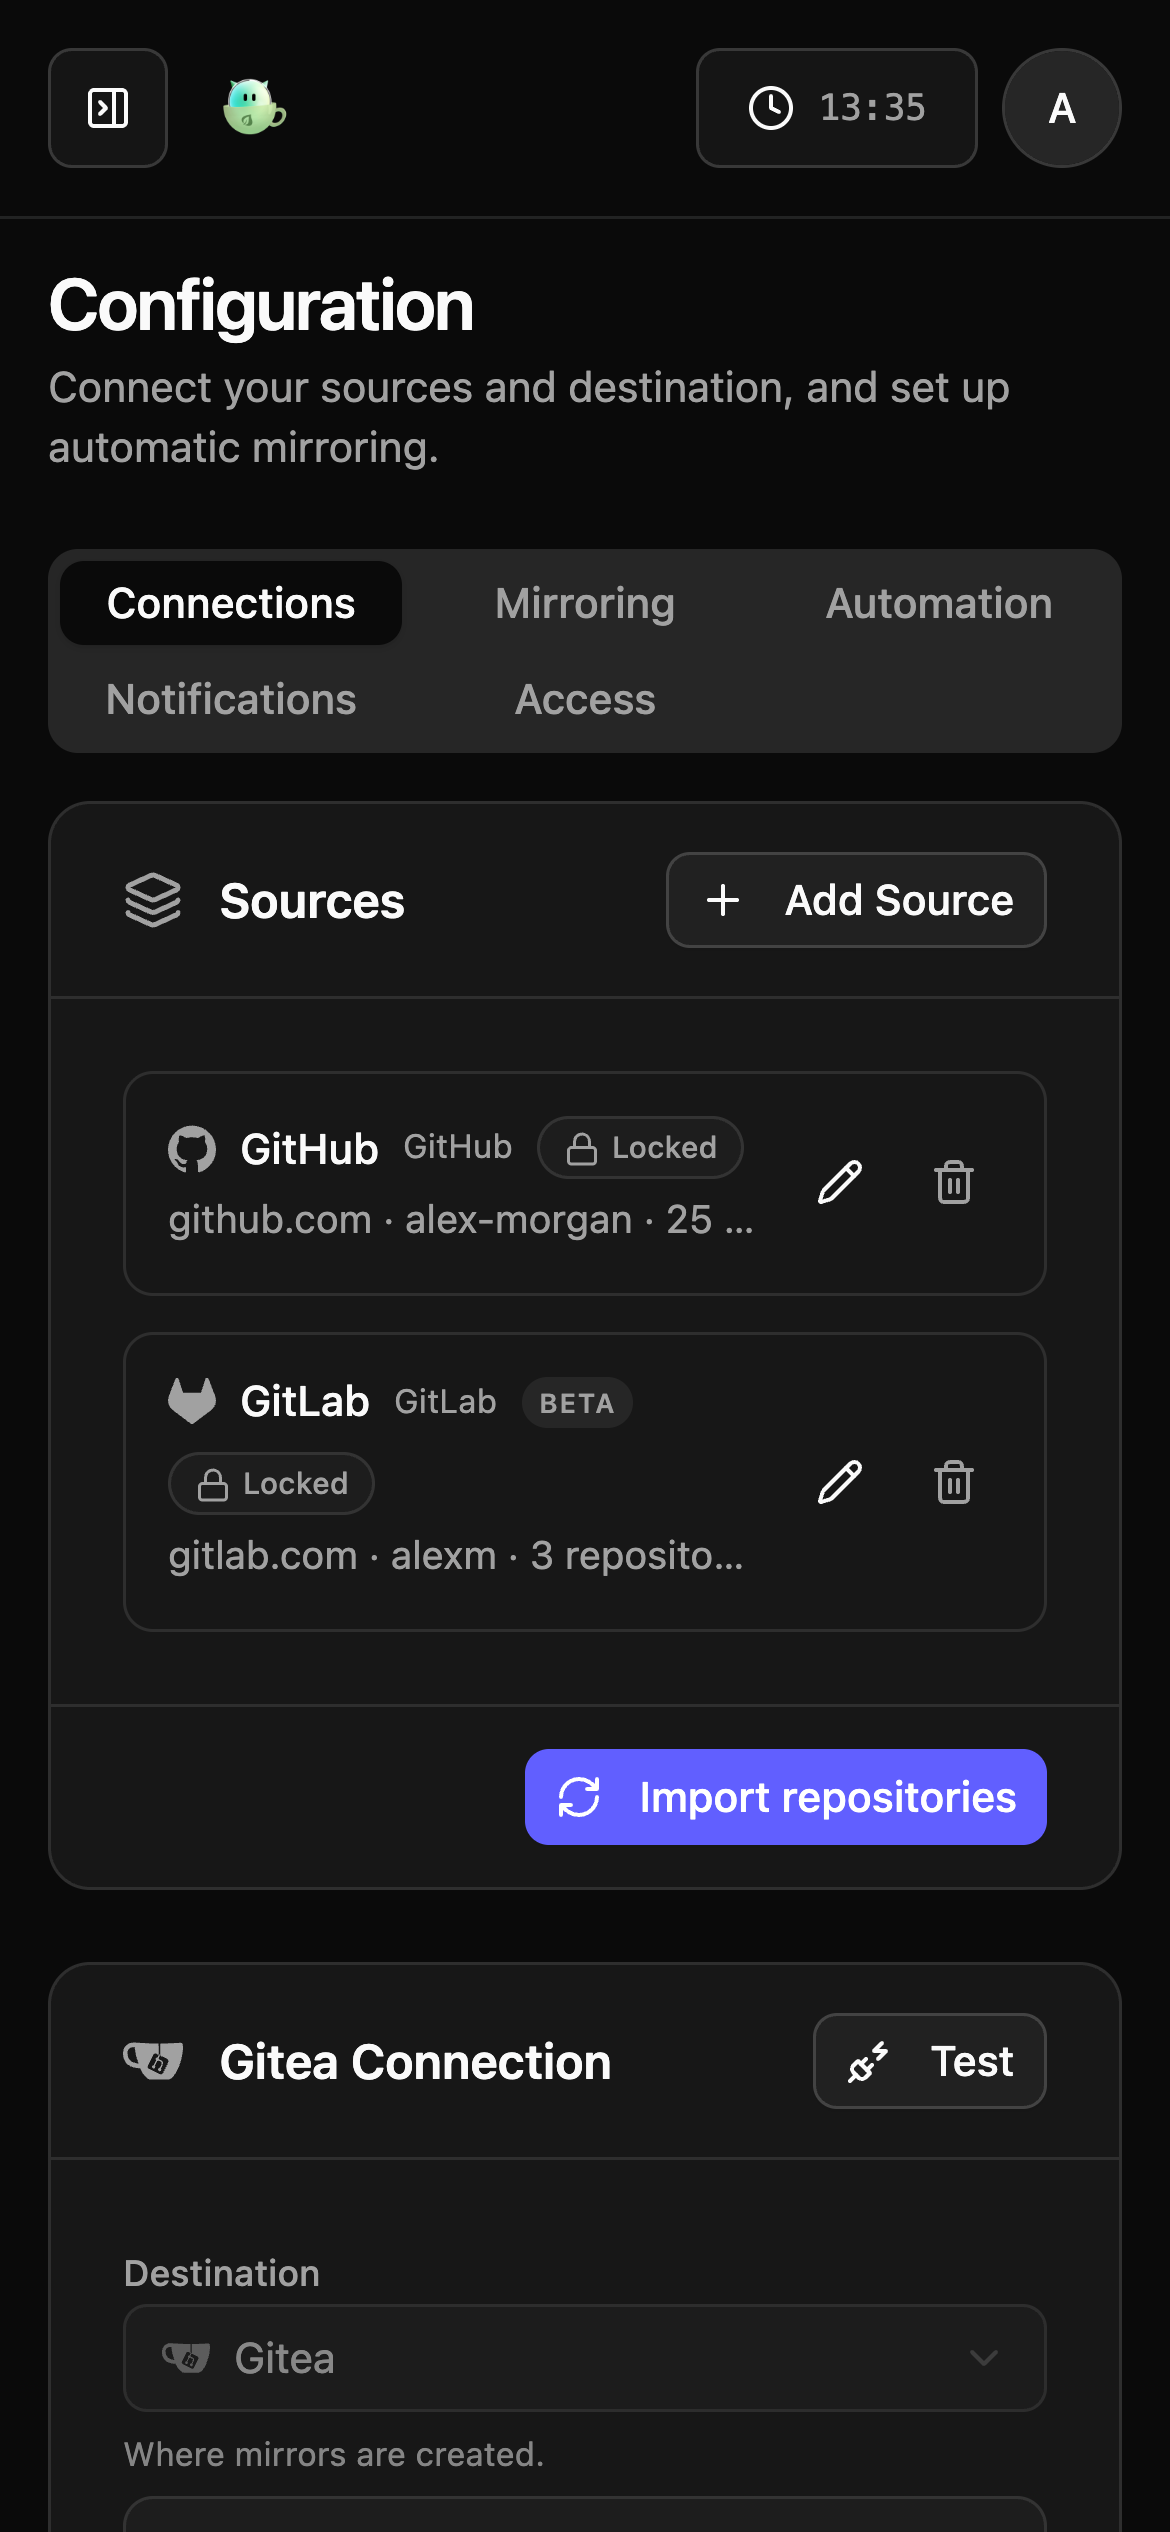 13:35
A
Configuration
Connect your sources and destination, and set up
automatic mirroring.
Connections
Mirroring
Automation
Notifications
Access
Sources
Add Source
GitHub GitHub Locked
github.com · alex-morgan · 25 ...
GitLab GitLab BETA
Locked
gitlab.com · alexm · 3 reposito...
Import repositories
Gitea Connection
Test
Destination
Gitea
Where mirrors are created.